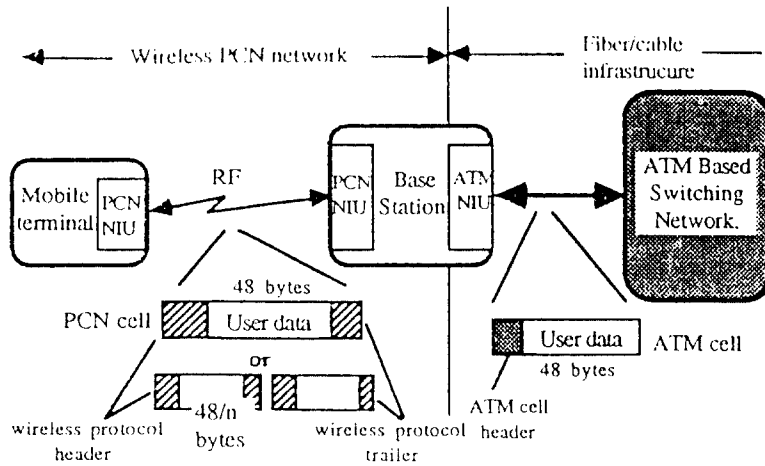 Wireless PCN network
Fiber/cable
infrastrucure
Mobile
terminal
PCN
NIU
RF
PCN
NIU
Base
Station
ATM
NIU
ATM Based
Switching
Network.
48 bytes
PCN cell
User data
or
48/n
bytes
wireless protocol
header
wireless protocol
trailer
User data
ATM cell
48 bytes
ATM cell
header